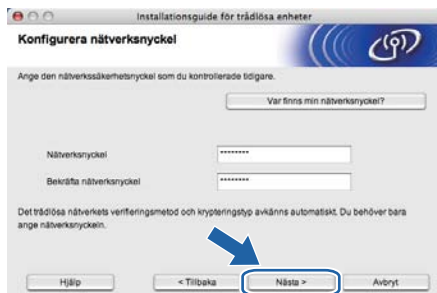 Installationsguide för trådlösa enheter
Konfigurera nätverksnyckel
Ange den nätverkssäkerhetsnyckel som du kontrollerade tidigare.
Var finns min nätverksnyckel?
Nätverksnyckel ••••••••
Bekräfta nätverksnyckel ••••••••
Det trådlösa nätverkets verifieringsmetod och krypteringstyp avkänns automatiskt. Du behöver bara
ange nätverksnyckeln.
Hjälp < Tillbaka Nästa > Avbryt